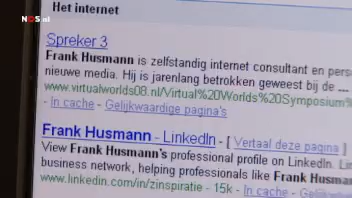 NOS.nl
Het internet
Spreker 3
Frank Husmann is zelfstandig internet consultant en pers
nieuwe media. Hij is jarenlang betrokken geweest bij de ...
www.virtualworlds08.nl/Virtual%20Worlds%20Symposium%
- In cache - Gelijkwaardige pagina's
Frank Husmann - LinkedIn - [ Vertaal deze pagina ]
View Frank Husmann's professional profile on LinkedIn. Lin
business network, helping professionals like Frank Husman
www.linkedin.com/in/zinspiratie - 15k - In cache - Gelijkwa